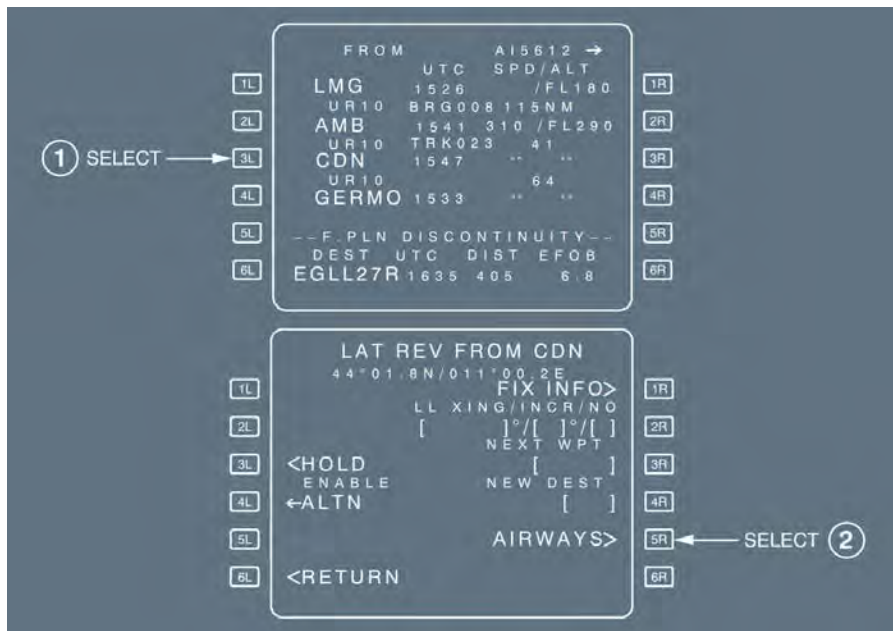 FROM AI5612 →
UTC SPD/ALT
1L LMG 1526 /FL180 1R
UR10 BRG008 115NM
2L AMB 1541 310 /FL290 2R
UR10 TRK023 41
1 SELECT 3L CDN 1547 " " 3R
UR10 64
4L GERMO 1533 " " 4R
5L --F.PLN DISCONTINUITY-- 5R
DEST UTC DIST EFOB
6L EGLL27R 1635 405 6.8 6R
LAT REV FROM CDN
44°01.8N/011°00.2E
1L FIX INFO> 1R
LL XING/INCR/NO
2L [ ]°/[ ]°/[ ] 2R
NEXT WPT
3L <HOLD [ ] 3R
ENABLE NEW DEST
4L ←ALTN [ ] 4R
5L AIRWAYS> 5R SELECT 2
6L <RETURN 6R